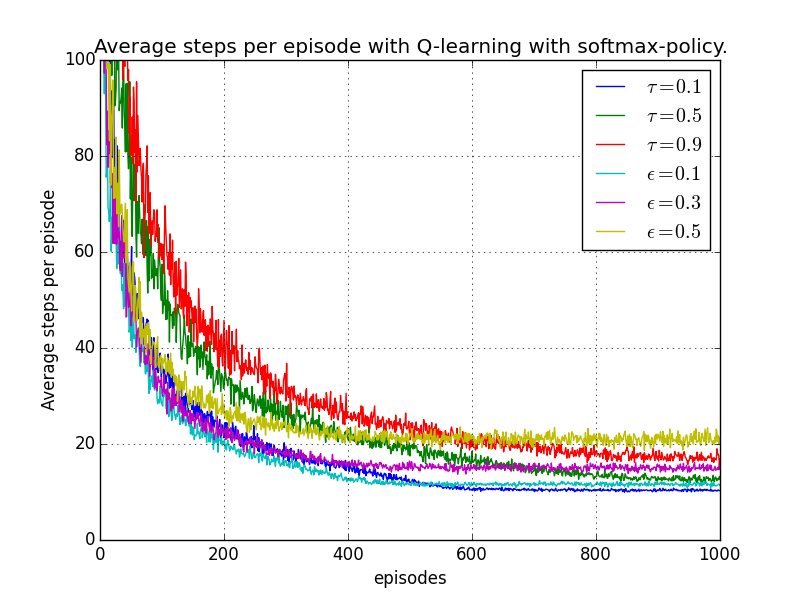 Average steps per episode with Q-learning with softmax-policy.
100
80
60
40
20
0
Average steps per episode
τ=0.1
τ=0.5
τ=0.9
ϵ=0.1
ϵ=0.3
ϵ=0.5
0 200 400 600 800 1000
episodes